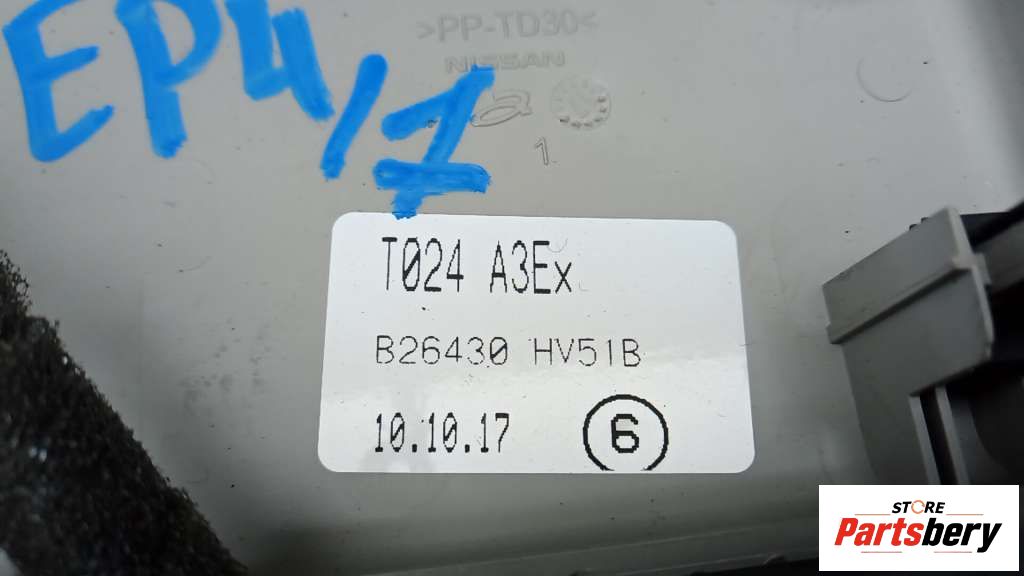 >PP-TD30<
NISSAN
EP4/1
1
T024 A3Ex
B26430 HV51B
10.10.17 6
STORE
Partsbery